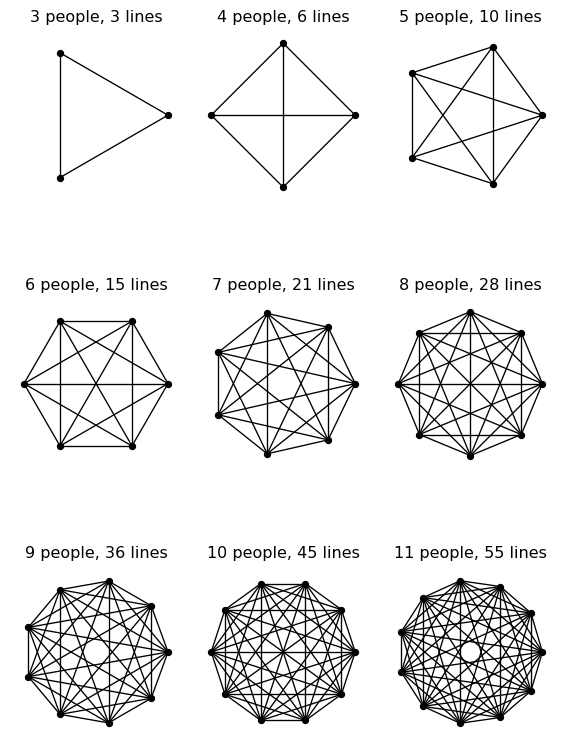 3 people, 3 lines
4 people, 6 lines
5 people, 10 lines
6 people, 15 lines
7 people, 21 lines
8 people, 28 lines
9 people, 36 lines
10 people, 45 lines
11 people, 55 lines